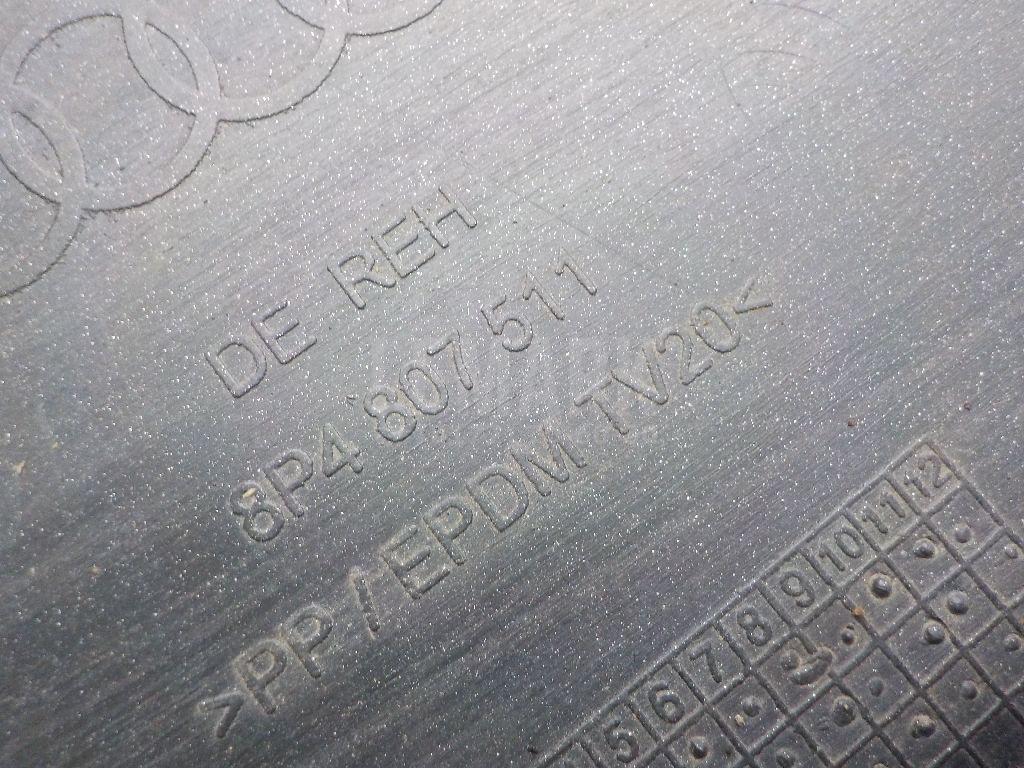 DE REH
8P4 807 511
>PP/EPDM TV20<
5 6 7 8 9 10 11 12